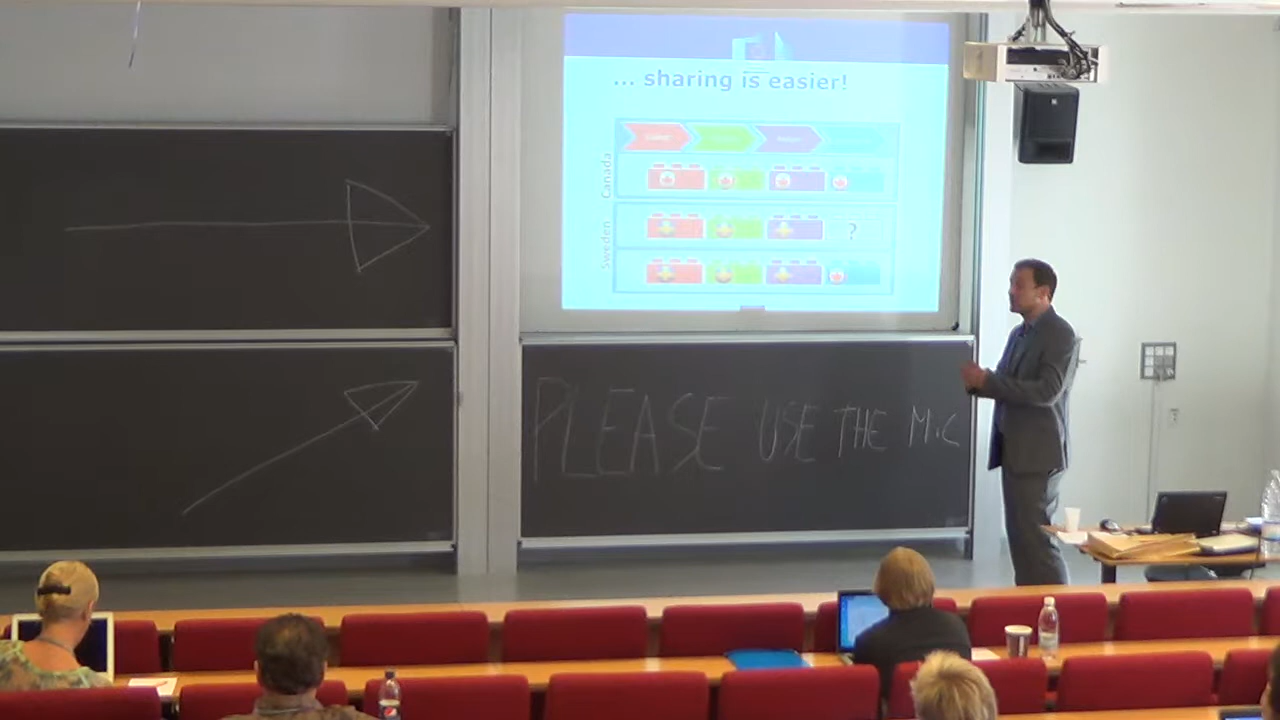 ... sharing is easier!
Canada
Sweden
?
PLEASE USE THE MiC